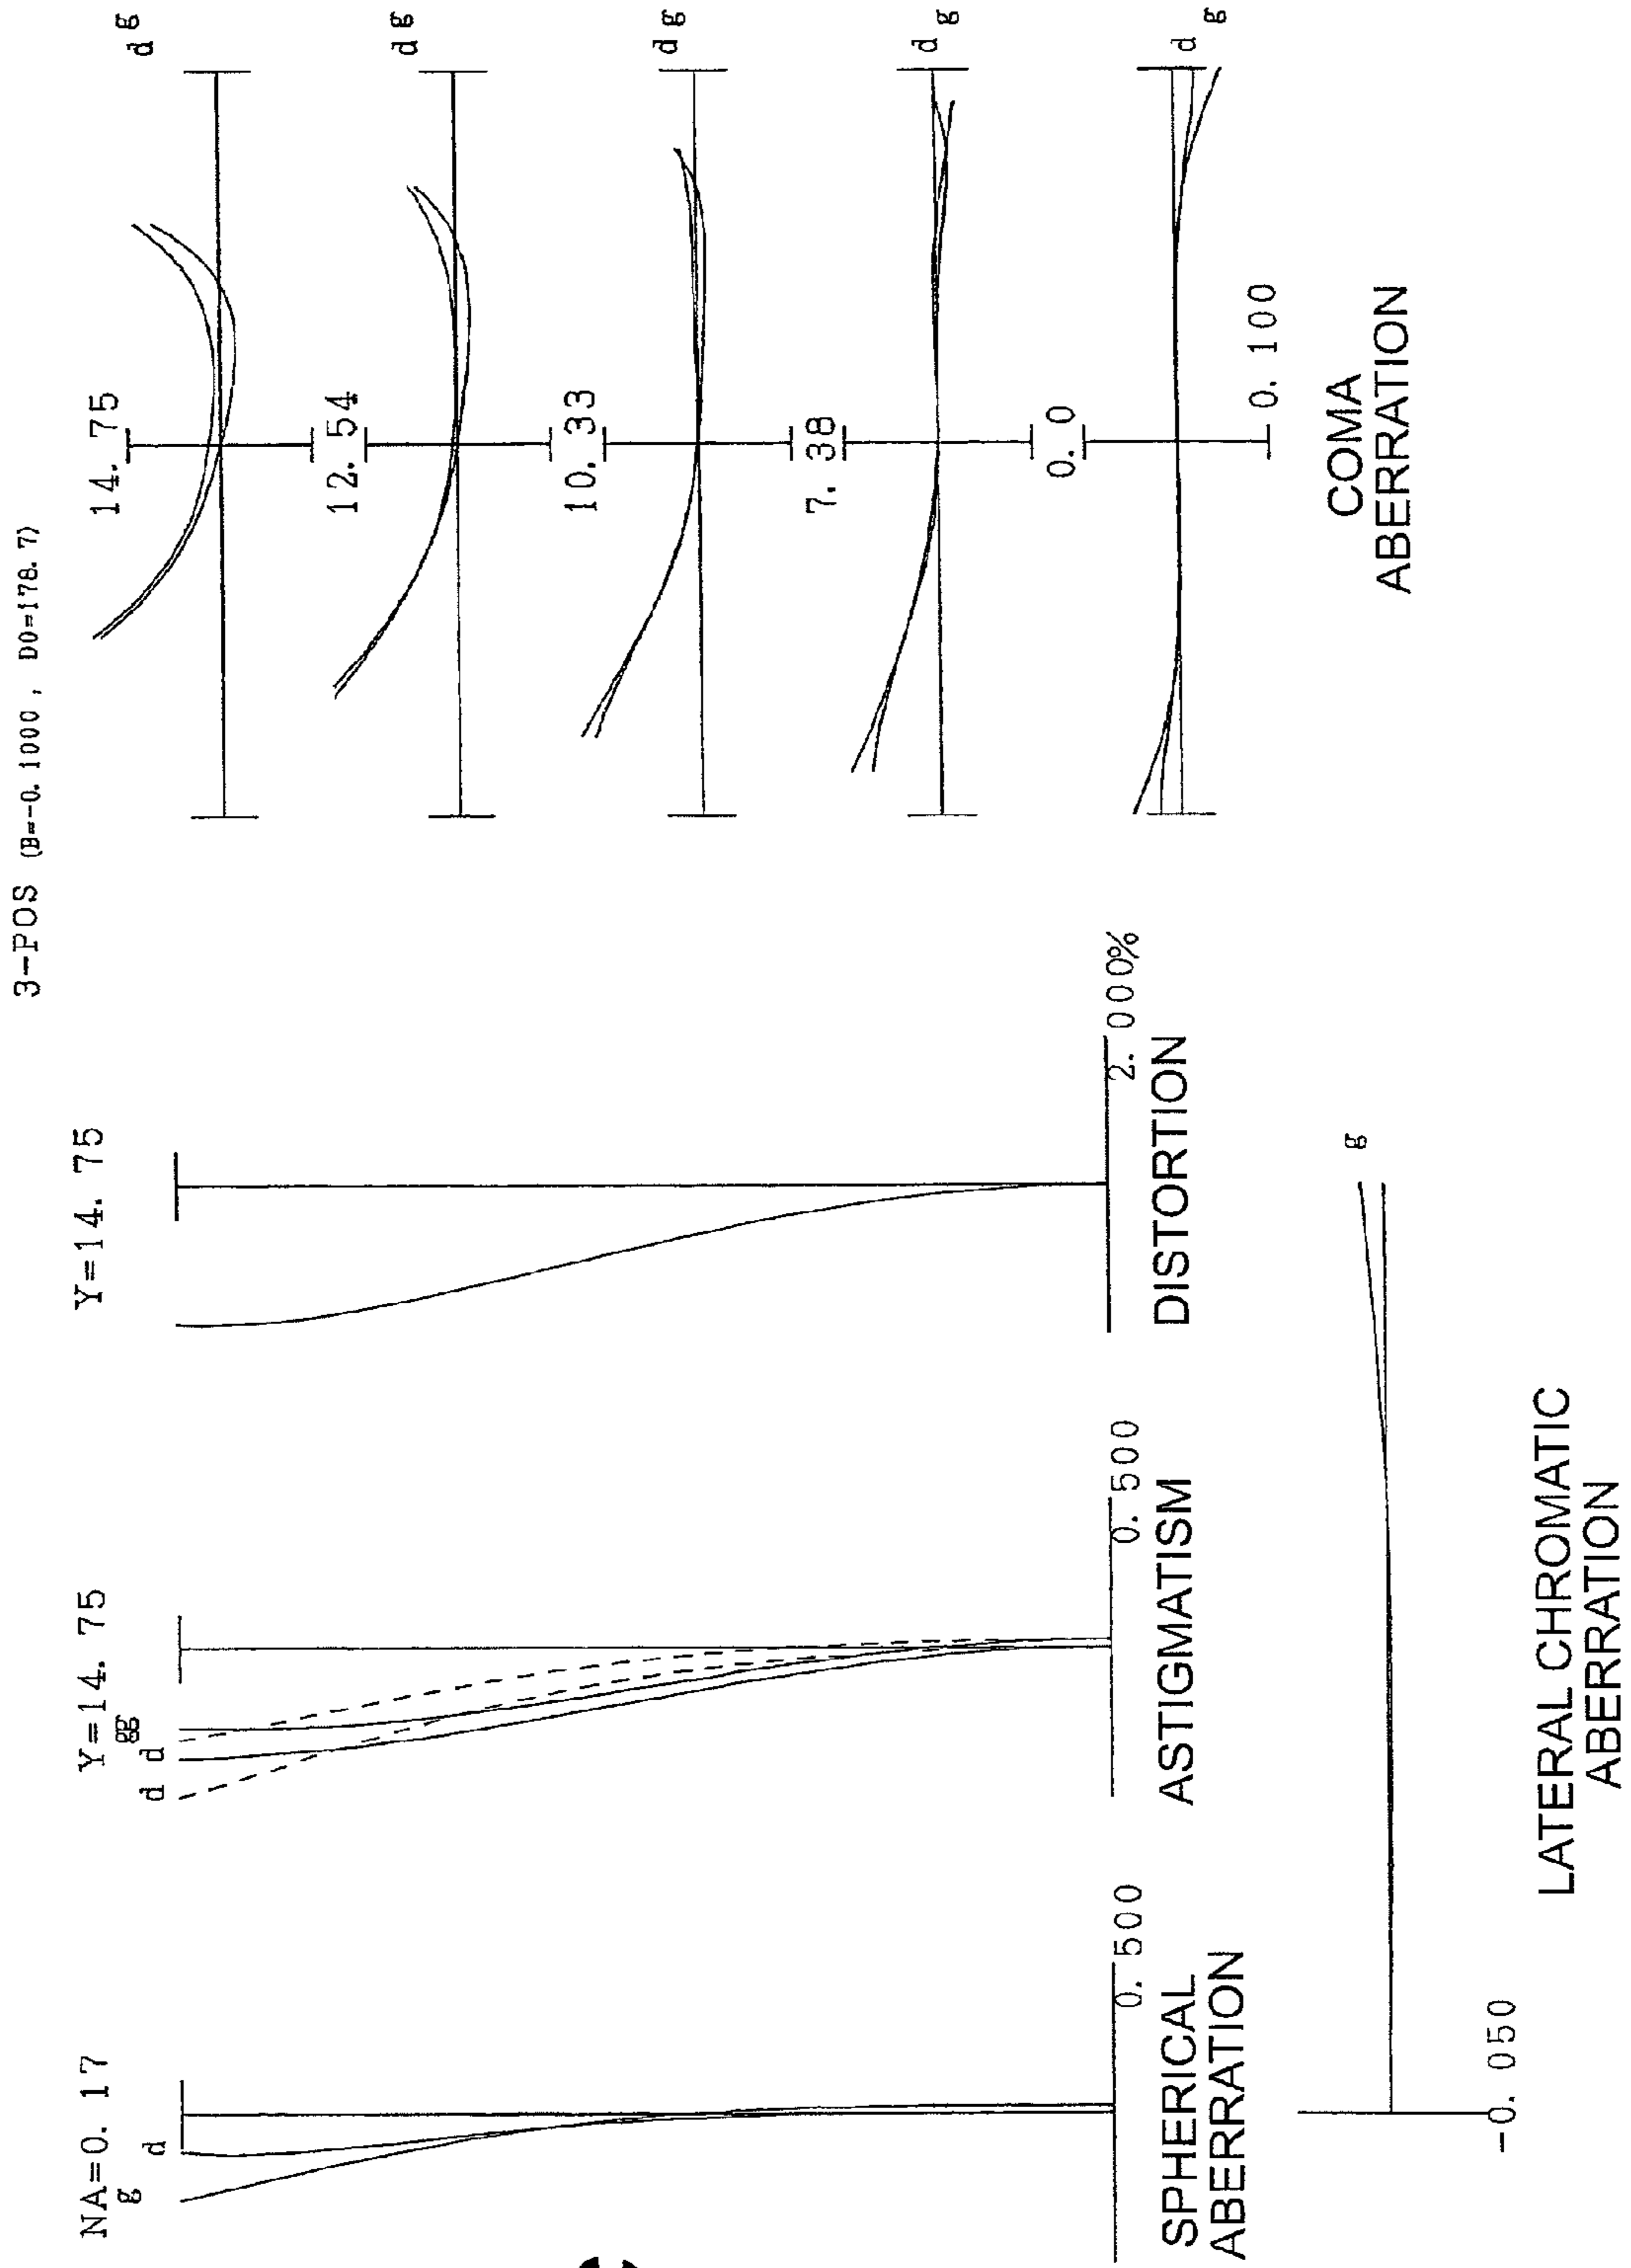 3-POS (B=-0.1000, D0=178.7)
NA=0.17
g d
0.500
SPHERICAL
ABERRATION
Y=14.75
gg
d d
0.500
ASTIGMATISM
Y=14.75
2.000%
DISTORTION
14.75
d g
12.54
d g
10.33
d g
7.38
d g
0.0
d g
0.100
COMA
ABERRATION
g
-0.050
LATERAL CHROMATIC
ABERRATION